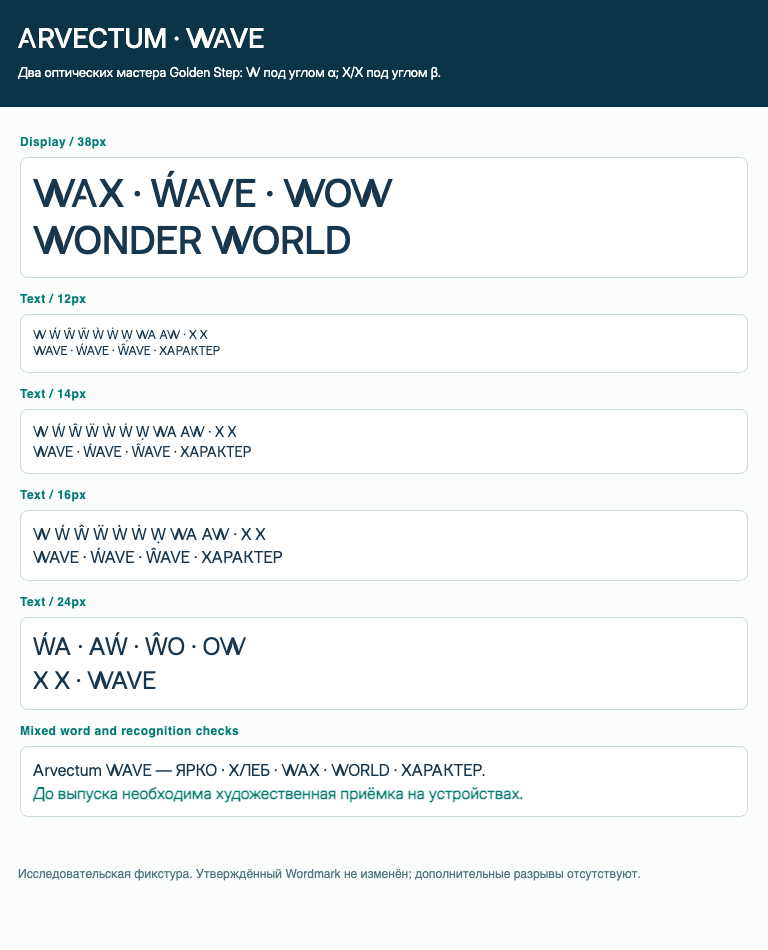 ARVECTUM · WAVE
Два оптических мастера Golden Step: W под углом α; X/Х под углом β.
Display / 38px
WAX · ẂAVE · WOW
WONDER WORLD
Text / 12px
W Ẃ Ŵ Ẅ Ẁ Ẇ Ẉ WA AW · X Х
WAVE · ẂAVE · ŴAVE · ХАРАКТЕР
Text / 14px
W Ẃ Ŵ Ẅ Ẁ Ẇ Ẉ WA AW · X Х
WAVE · ẂAVE · ŴAVE · ХАРАКТЕР
Text / 16px
W Ẃ Ŵ Ẅ Ẁ Ẇ Ẉ WA AW · X Х
WAVE · ẂAVE · ŴAVE · ХАРАКТЕР
Text / 24px
ẂA · AẂ · ŴO · OW
X Х · WAVE
Mixed word and recognition checks
Arvectum WAVE — ЯРКО · ХЛЕБ · WAX · WORLD · ХАРАКТЕР.
До выпуска необходима художественная приёмка на устройствах.
Исследовательская фикстура. Утверждённый Wordmark не изменён; дополнительные разрывы отсутствуют.